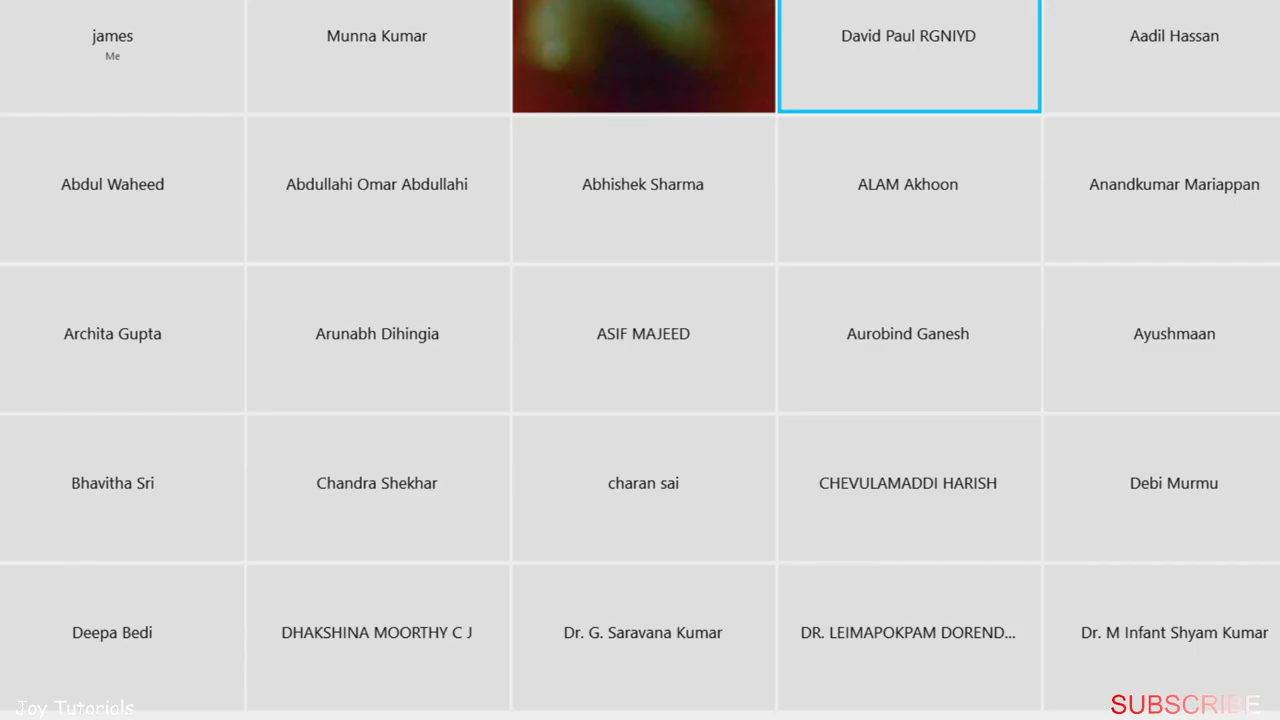 james
Me
Munna Kumar
David Paul RGNIYD
Aadil Hassan
Abdul Waheed
Abdullahi Omar Abdullahi
Abhishek Sharma
ALAM Akhoon
Anandkumar Mariappan
Archita Gupta
Arunabh Dihingia
ASIF MAJEED
Aurobind Ganesh
Ayushmaan
Bhavitha Sri
Chandra Shekhar
charan sai
CHEVULAMADDI HARISH
Debi Murmu
Deepa Bedi
DHAKSHINA MOORTHY C J
Dr. G. Saravana Kumar
DR. LEIMAPOKPAM DOREND...
Dr. M Infant Shyam Kumar
Joy Tutorials
SUBSCRIBE